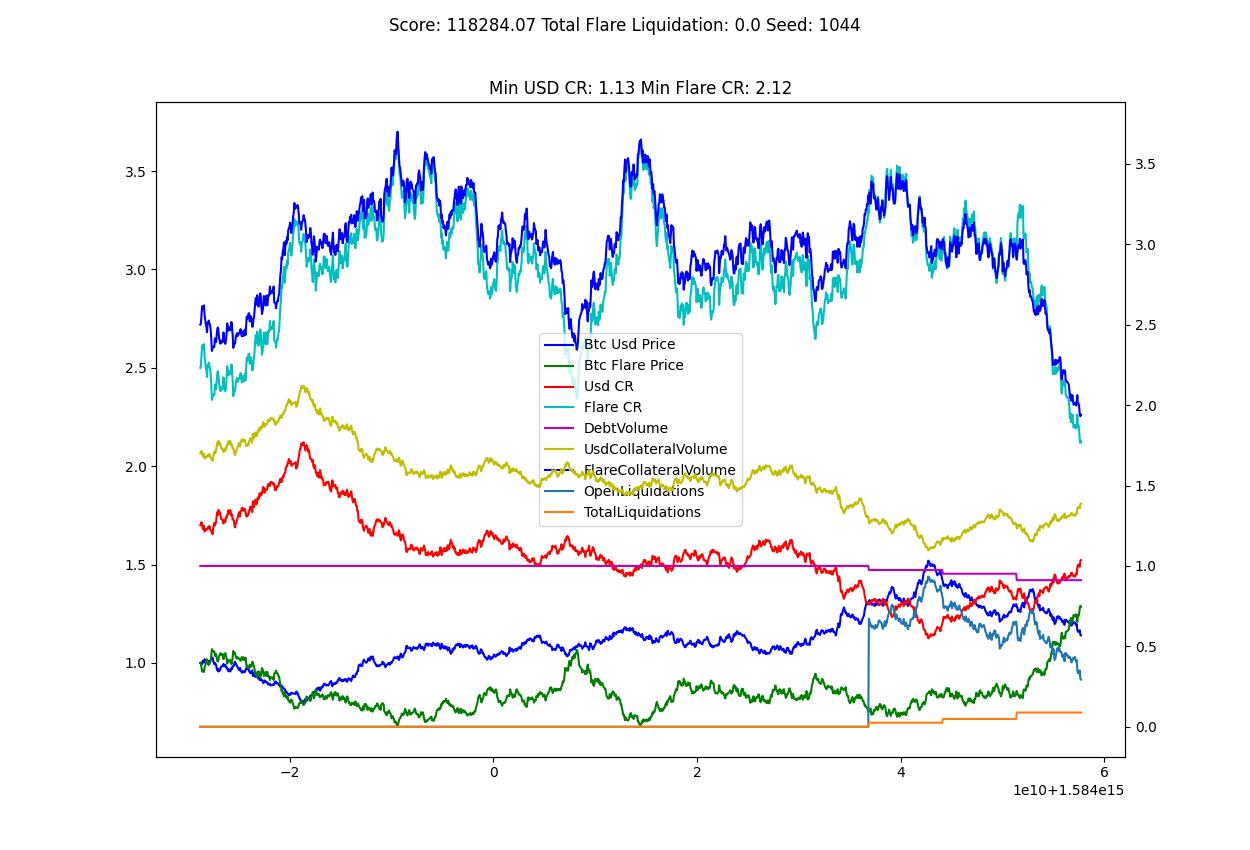 Score: 118284.07 Total Flare Liquidation: 0.0 Seed: 1044
Min USD CR: 1.13 Min Flare CR: 2.12
3.5
3.0
2.5
2.0
1.5
1.0
3.5
3.0
2.5
2.0
1.5
1.0
0.5
0.0
Btc Usd Price
Btc Flare Price
Usd CR
Flare CR
DebtVolume
UsdCollateralVolume
FlareCollateralVolume
OpenLiquidations
TotalLiquidations
−2 0 2 4 6
1e10+1.584e15